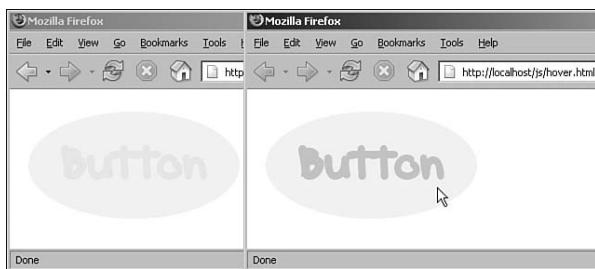 Mozilla Firefox
File Edit View Go Bookmarks Tools
http
Button
Done
Mozilla Firefox
File Edit View Go Bookmarks Tools Help
http://localhost/js/hover.html
Button
Done